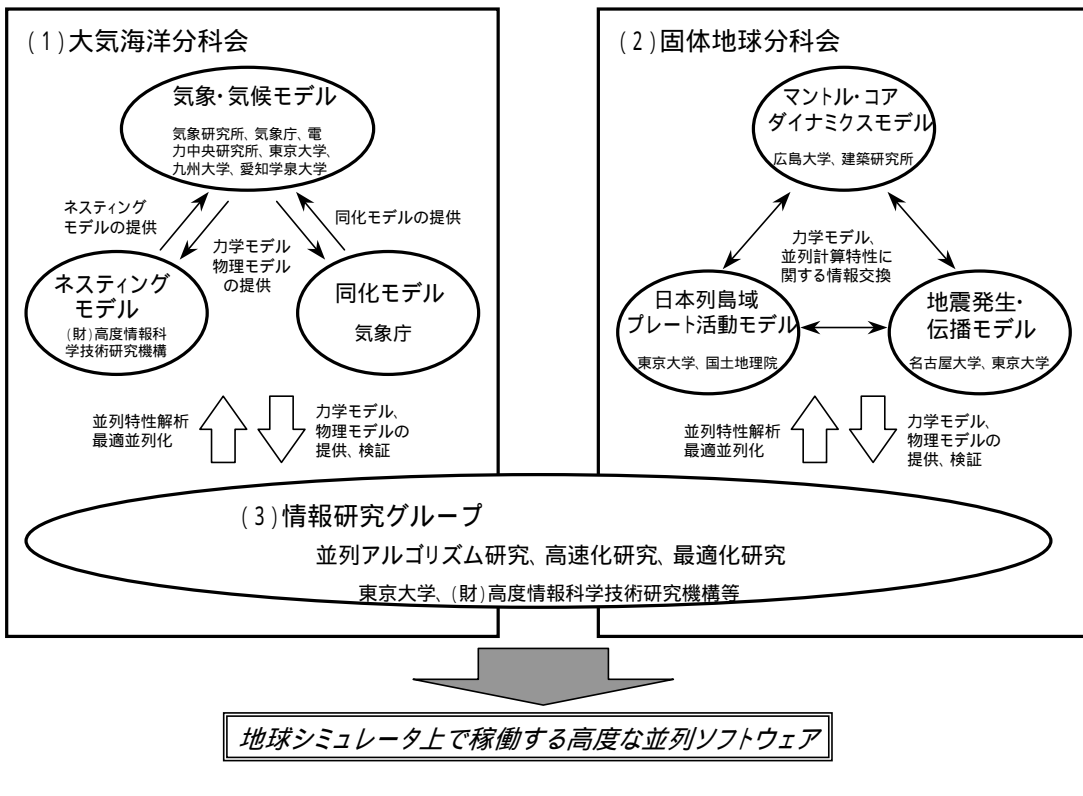 (1)大気海洋分科会
気象・気候モデル
気象研究所、気象庁、電
力中央研究所、東京大学、
九州大学、愛知学泉大学
ネスティング
モデルの提供
同化モデルの提供
力学モデル
物理モデル
の提供
ネスティング
モデル
(財)高度情報科
学技術研究機構
同化モデル
気象庁
並列特性解析
最適並列化
力学モデル、
物理モデルの
提供、検証
(2)固体地球分科会
マントル・コア
ダイナミクスモデル
広島大学、建築研究所
力学モデル、
並列計算特性に
関する情報交換
日本列島域
プレート活動モデル
東京大学、国土地理院
地震発生・
伝播モデル
名古屋大学、東京大学
並列特性解析
最適並列化
力学モデル、
物理モデルの
提供、検証
(3)情報研究グループ
並列アルゴリズム研究、高速化研究、最適化研究
東京大学、(財)高度情報科学技術研究機構等
地球シミュレータ上で稼働する高度な並列ソフトウェア